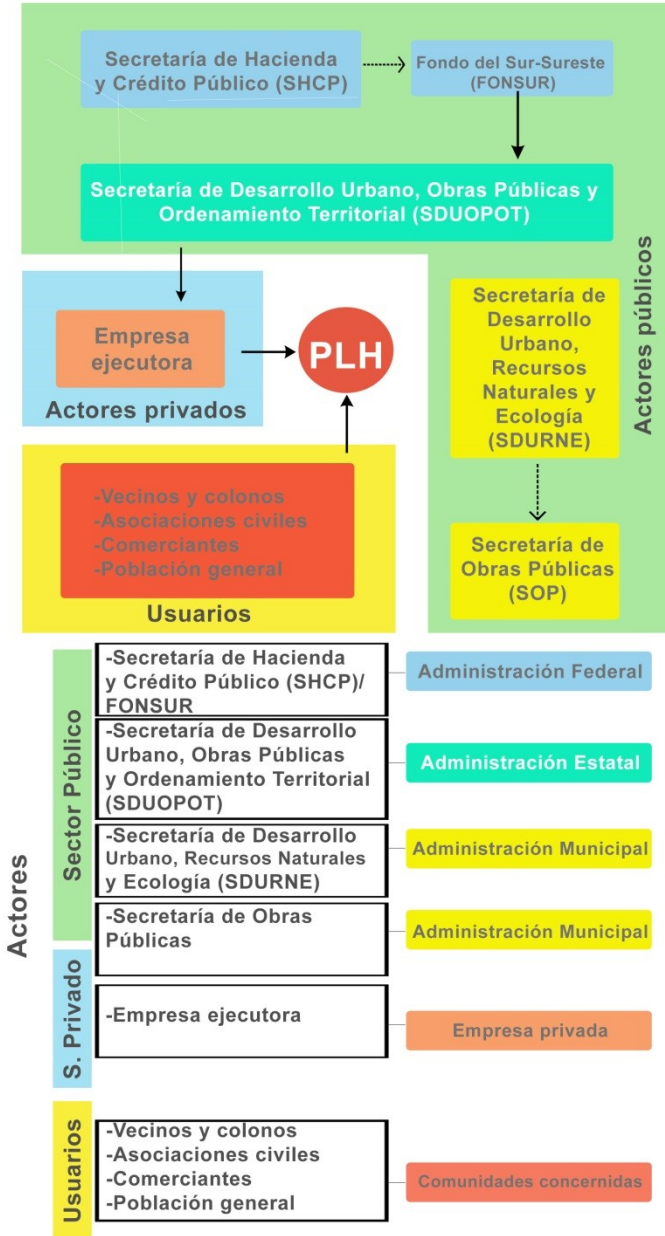 Secretaría de Hacienda
y Crédito Público (SHCP)
Fondo del Sur-Sureste
(FONSUR)
Secretaría de Desarrollo Urbano, Obras Públicas y
Ordenamiento Territorial (SDUOPOT)
Empresa
ejecutora
Actores privados
PLH
Secretaría de
Desarrollo
Urbano,
Recursos
Naturales y
Ecología
(SDURNE)
Actores públicos
-Vecinos y colonos
-Asociaciones civiles
-Comerciantes
-Población general
Usuarios
Secretaría de
Obras Públicas
(SOP)
Actores
Sector Público
-Secretaría de Hacienda
y Crédito Público (SHCP)/
FONSUR
Administración Federal
-Secretaría de Desarrollo
Urbano, Obras Públicas
y Ordenamiento Territorial
(SDUOPOT)
Administración Estatal
-Secretaría de Desarrollo
Urbano, Recursos Naturales
y Ecología (SDURNE)
Administración Municipal
-Secretaría de Obras
Públicas
Administración Municipal
S. Privado
-Empresa ejecutora
Empresa privada
Usuarios
-Vecinos y colonos
-Asociaciones civiles
-Comerciantes
-Población general
Comunidades concernidas